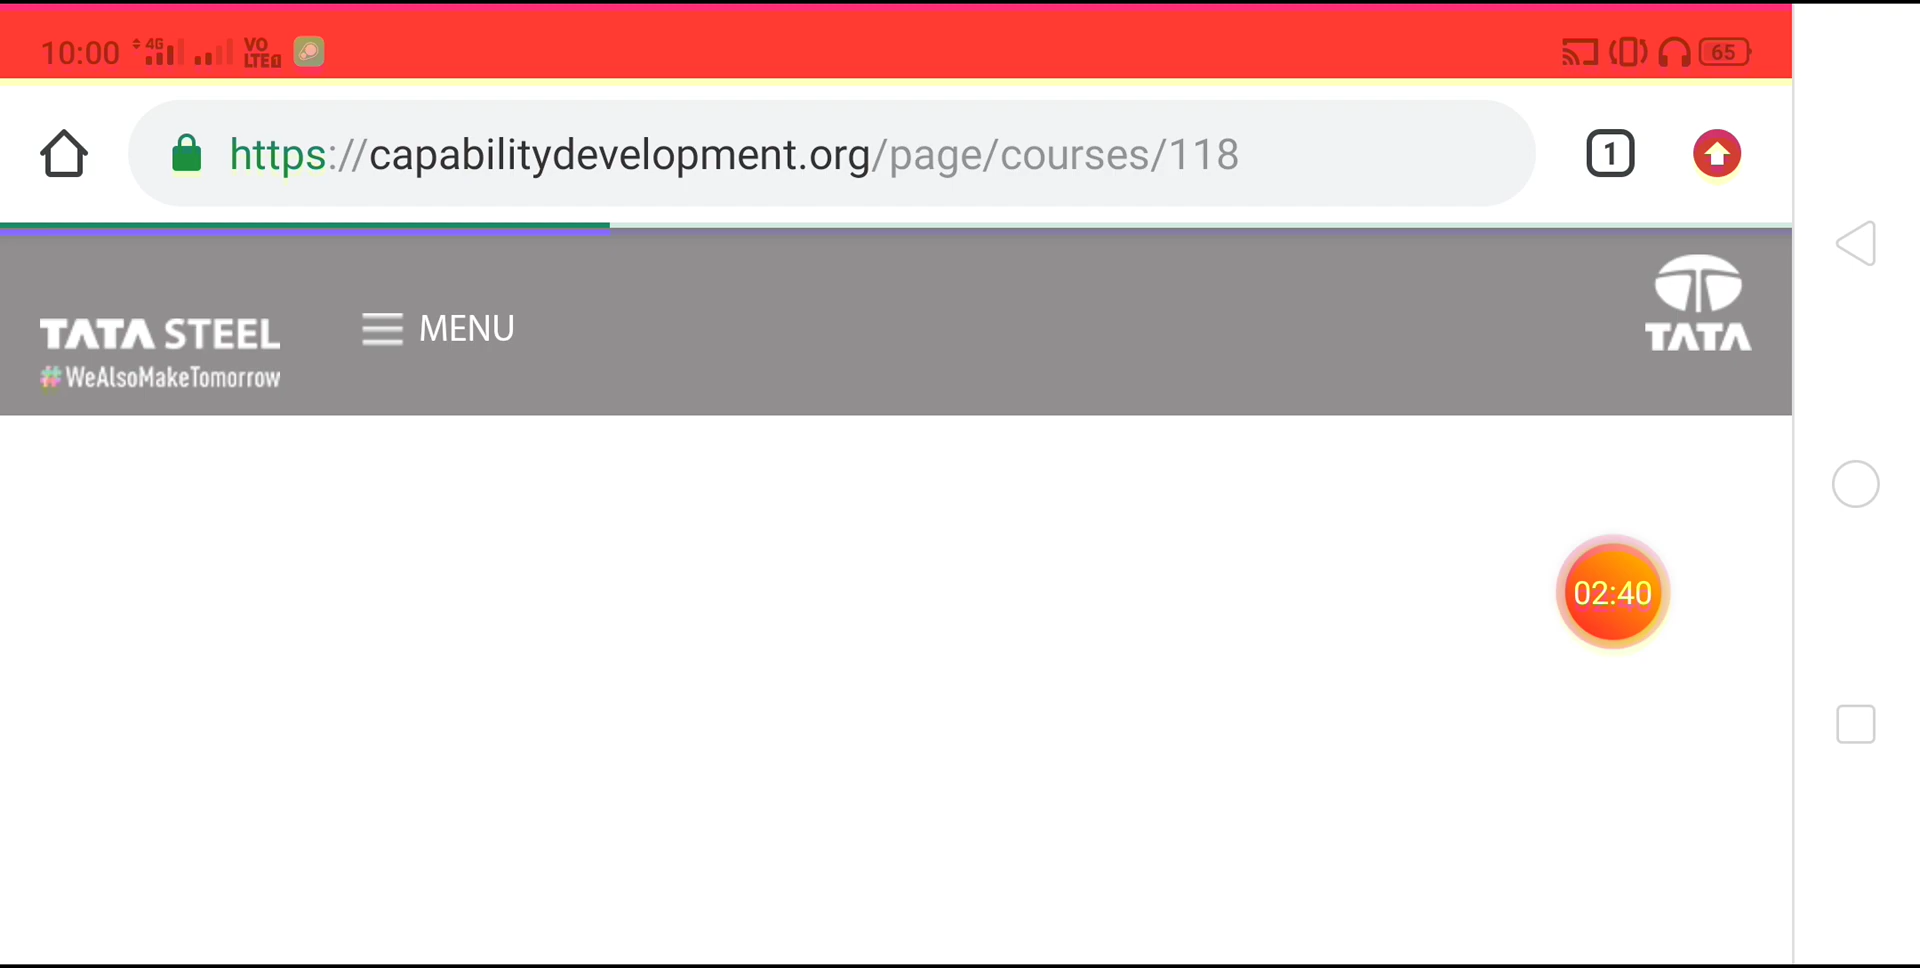 10:00 4G VO LTE1 65
https://capabilitydevelopment.org/page/courses/118 1
TATA STEEL
#WeAlsoMakeTomorrow
MENU
TATA
02:40